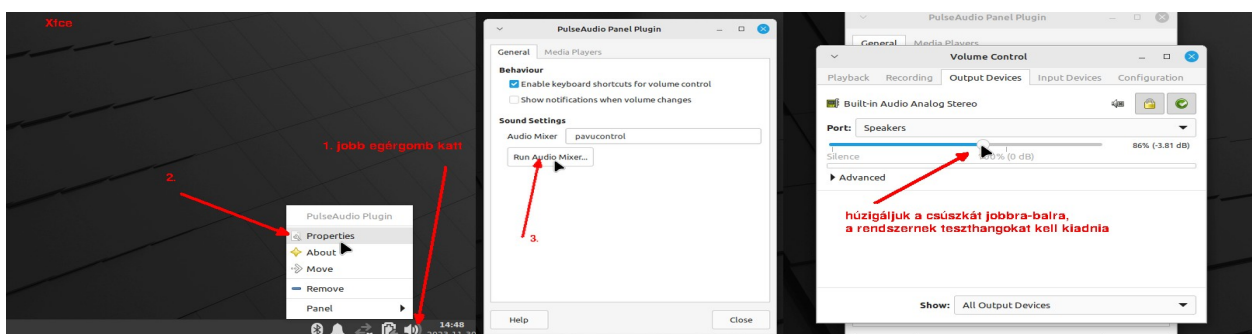 Xfce
1. jobb egérgomb katt
2.
PulseAudio Plugin
Properties
About
Move
Remove
Panel
14:48
PulseAudio Panel Plugin
General
Media Players
Behaviour
Enable keyboard shortcuts for volume control
Show notifications when volume changes
Sound Settings
Audio Mixer
pavucontrol
Run Audio Mixer...
3.
Help
Close
PulseAudio Panel Plugin
General
Media Players
Volume Control
Playback
Recording
Output Devices
Input Devices
Configuration
Built-in Audio Analog Stereo
Port:
Speakers
86% (-3.81 dB)
Silence
100% (0 dB)
Advanced
húzigáljuk a csúszkát jobbra-balra,
a rendszernek teszthangokat kell kiadnia
Show:
All Output Devices